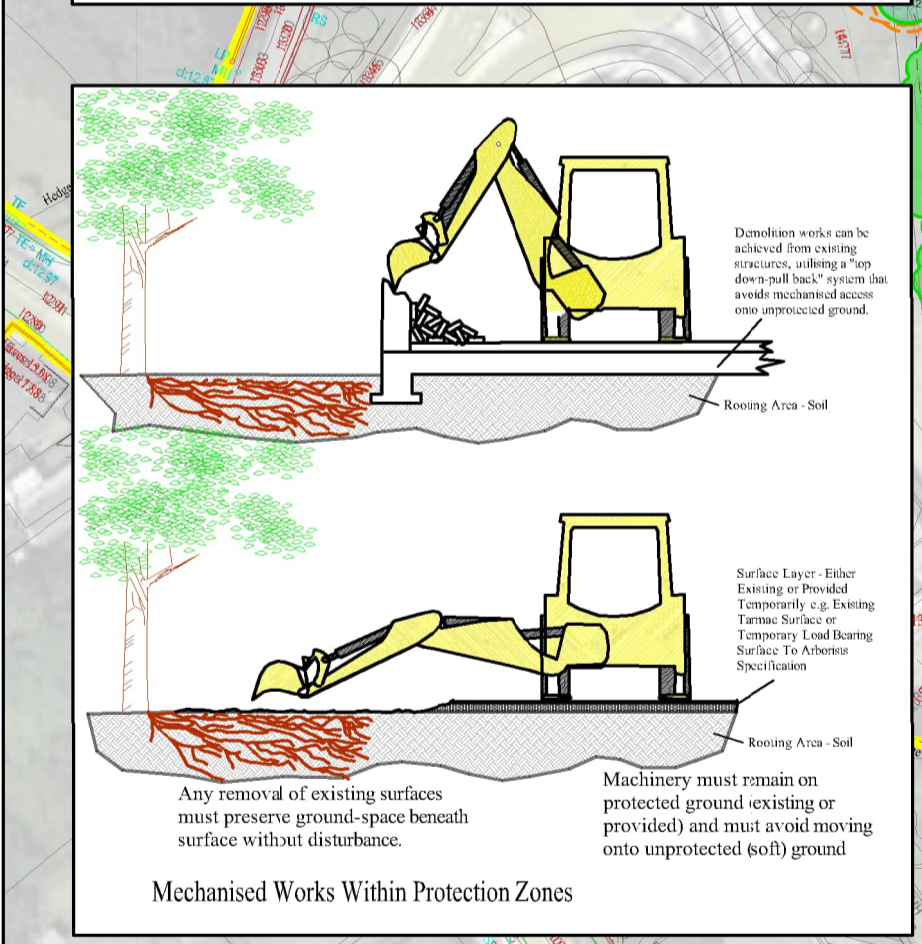 RS
LP
MH
Hedge
TF
Demolition works can be
achieved from existing
structures, utilising a "top
down-pull back" system that
avoids mechanised access
onto unprotected ground.
Rooting Area - Soil
Surface Layer - Either
Existing or Provided
Temporarily e.g. Existing
Tarmac Surface or
Temporary Load Bearing
Surface To Arborists
Specification
Rooting Area - Soil
Any removal of existing surfaces
must preserve ground-space beneath
surface without disturbance.
Machinery must remain on
protected ground (existing or
provided) and must avoid moving
onto unprotected (soft) ground
Mechanised Works Within Protection Zones